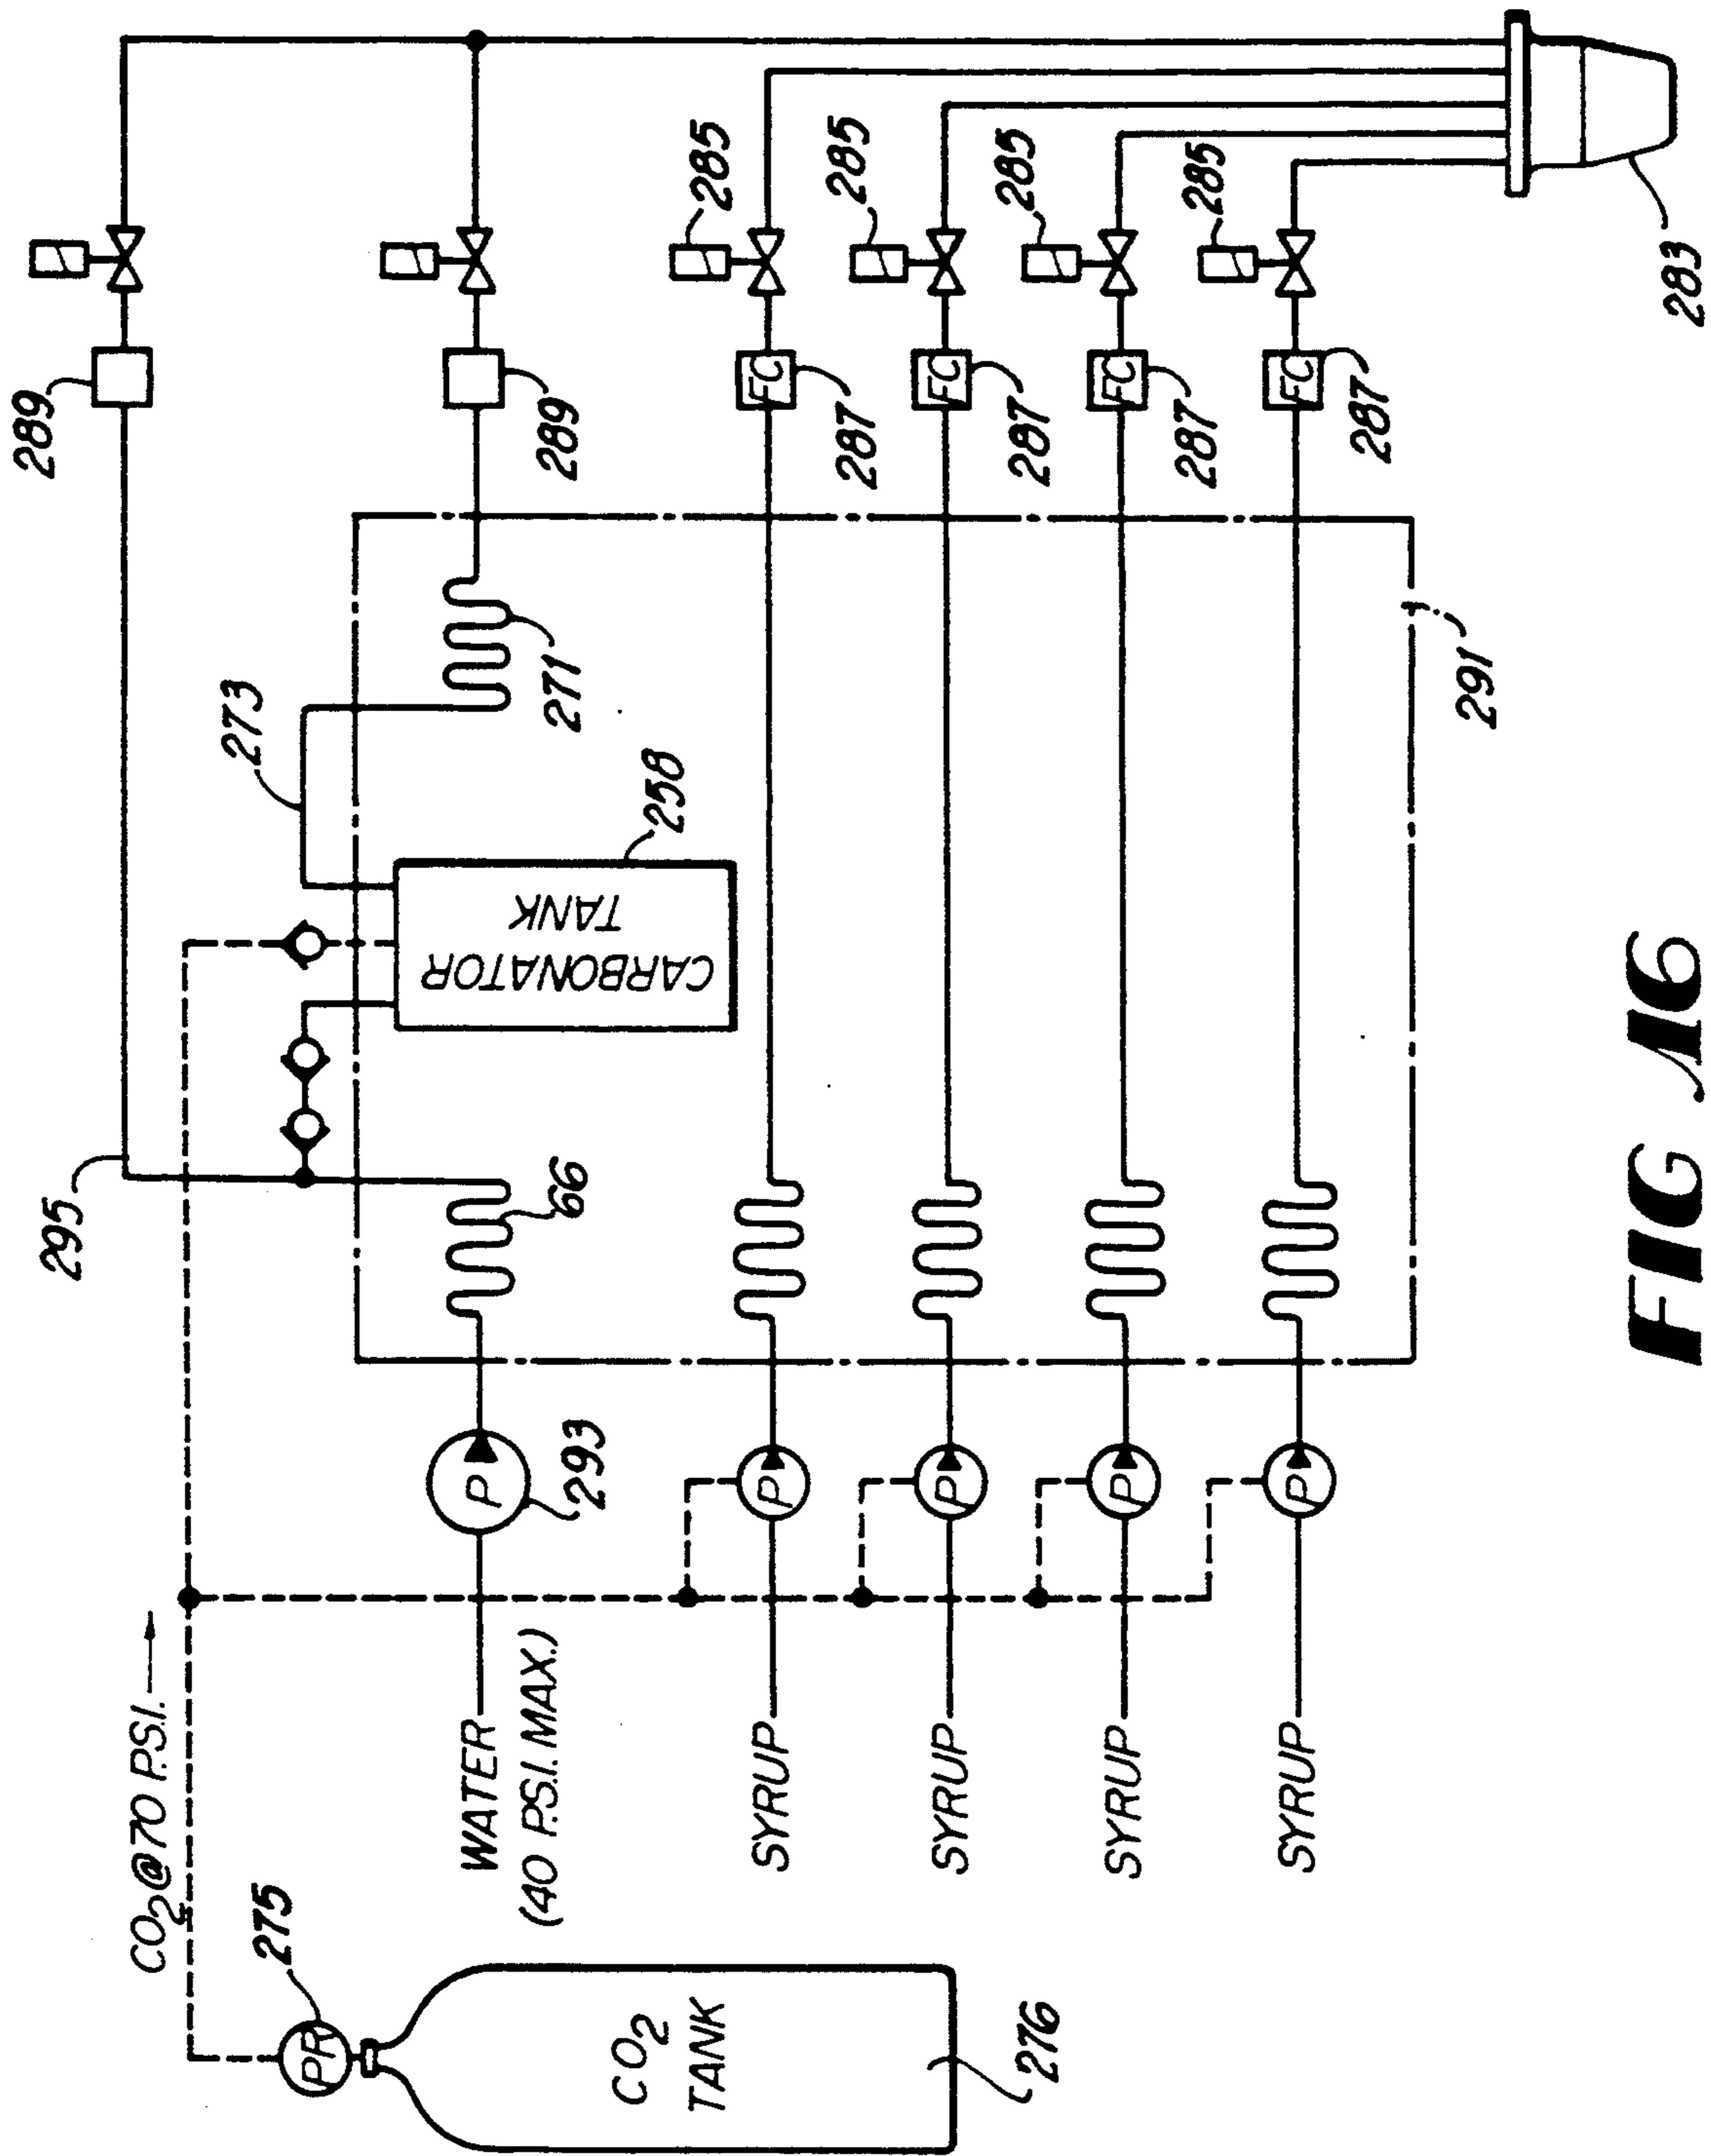 289
289
285
285
285
285
287
287
287
287
FC
FC
FC
FC
283
273
271
258
CARBONATOR
TANK
291
295
66
CO2@70 P.S.I.
P
293
P
P
P
P
WATER
(40 P.S.I. MAX.)
SYRUP
SYRUP
SYRUP
SYRUP
275
PR
CO2
TANK
276
FIG 16